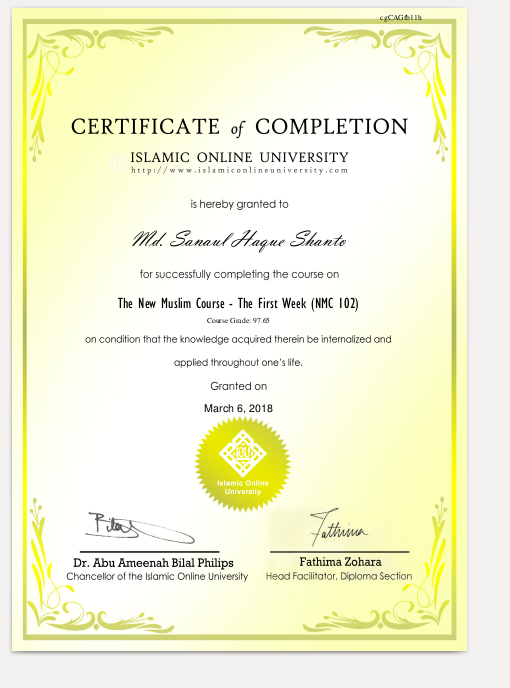 cgCAGfb11h
CERTIFICATE of COMPLETION
ISLAMIC ONLINE UNIVERSITY
http://www.islamiconlineuniversity.com
is hereby granted to
Md. Sanaul Haque Shanto
for successfully completing the course on
The New Muslim Course - The First Week (NMC 102)
Course Grade: 97.65
on condition that the knowledge acquired therein be internalized and
applied throughout one's life.
Granted on
March 6, 2018
IOU
Islamic Online
University
Bilal
Fathima
Dr. Abu Ameenah Bilal Philips
Fathima Zohara
Chancellor of the Islamic Online University
Head Facilitator, Diploma Section